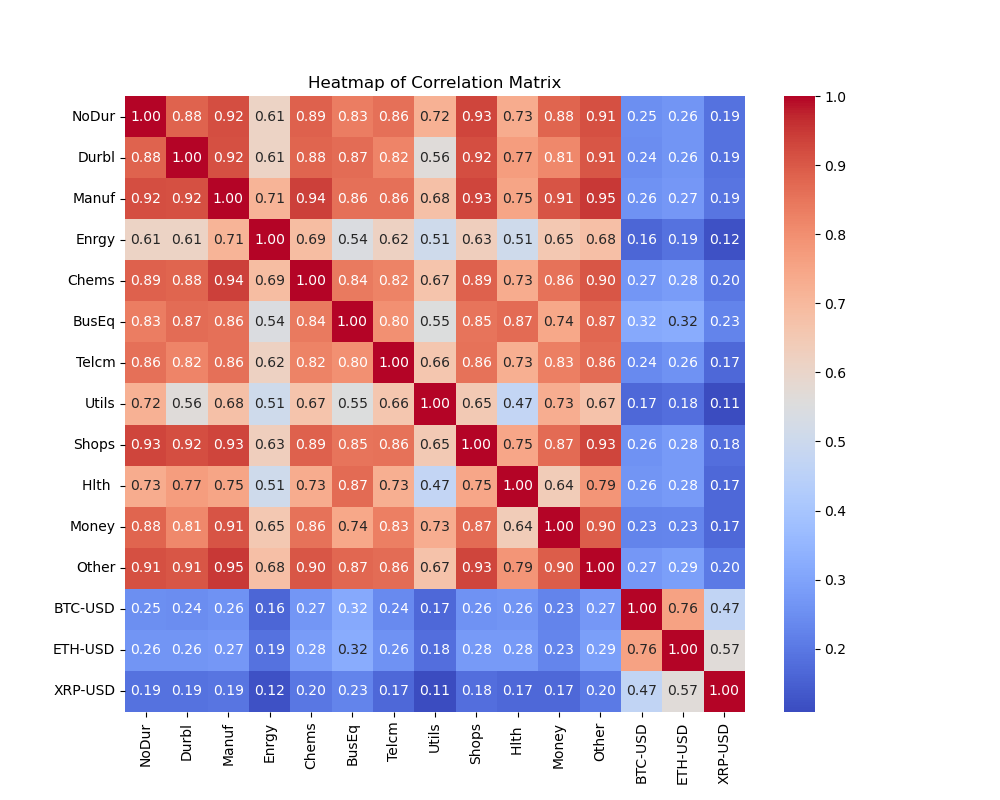 Heatmap of Correlation Matrix
NoDur 1.00 0.88 0.92 0.61 0.89 0.83 0.86 0.72 0.93 0.73 0.88 0.91 0.25 0.26 0.19
Durbl 0.88 1.00 0.92 0.61 0.88 0.87 0.82 0.56 0.92 0.77 0.81 0.91 0.24 0.26 0.19
Manuf 0.92 0.92 1.00 0.71 0.94 0.86 0.86 0.68 0.93 0.75 0.91 0.95 0.26 0.27 0.19
Enrgy 0.61 0.61 0.71 1.00 0.69 0.54 0.62 0.51 0.63 0.51 0.65 0.68 0.16 0.19 0.12
Chems 0.89 0.88 0.94 0.69 1.00 0.84 0.82 0.67 0.89 0.73 0.86 0.90 0.27 0.28 0.20
BusEq 0.83 0.87 0.86 0.54 0.84 1.00 0.80 0.55 0.85 0.87 0.74 0.87 0.32 0.32 0.23
Telcm 0.86 0.82 0.86 0.62 0.82 0.80 1.00 0.66 0.86 0.73 0.83 0.86 0.24 0.26 0.17
Utils 0.72 0.56 0.68 0.51 0.67 0.55 0.66 1.00 0.65 0.47 0.73 0.67 0.17 0.18 0.11
Shops 0.93 0.92 0.93 0.63 0.89 0.85 0.86 0.65 1.00 0.75 0.87 0.93 0.26 0.28 0.18
Hlth 0.73 0.77 0.75 0.51 0.73 0.87 0.73 0.47 0.75 1.00 0.64 0.79 0.26 0.28 0.17
Money 0.88 0.81 0.91 0.65 0.86 0.74 0.83 0.73 0.87 0.64 1.00 0.90 0.23 0.23 0.17
Other 0.91 0.91 0.95 0.68 0.90 0.87 0.86 0.67 0.93 0.79 0.90 1.00 0.27 0.29 0.20
BTC-USD 0.25 0.24 0.26 0.16 0.27 0.32 0.24 0.17 0.26 0.26 0.23 0.27 1.00 0.76 0.47
ETH-USD 0.26 0.26 0.27 0.19 0.28 0.32 0.26 0.18 0.28 0.28 0.23 0.29 0.76 1.00 0.57
XRP-USD 0.19 0.19 0.19 0.12 0.20 0.23 0.17 0.11 0.18 0.17 0.17 0.20 0.47 0.57 1.00
NoDur Durbl Manuf Enrgy Chems BusEq Telcm Utils Shops Hlth Money Other BTC-USD ETH-USD XRP-USD
1.0
0.9
0.8
0.7
0.6
0.5
0.4
0.3
0.2